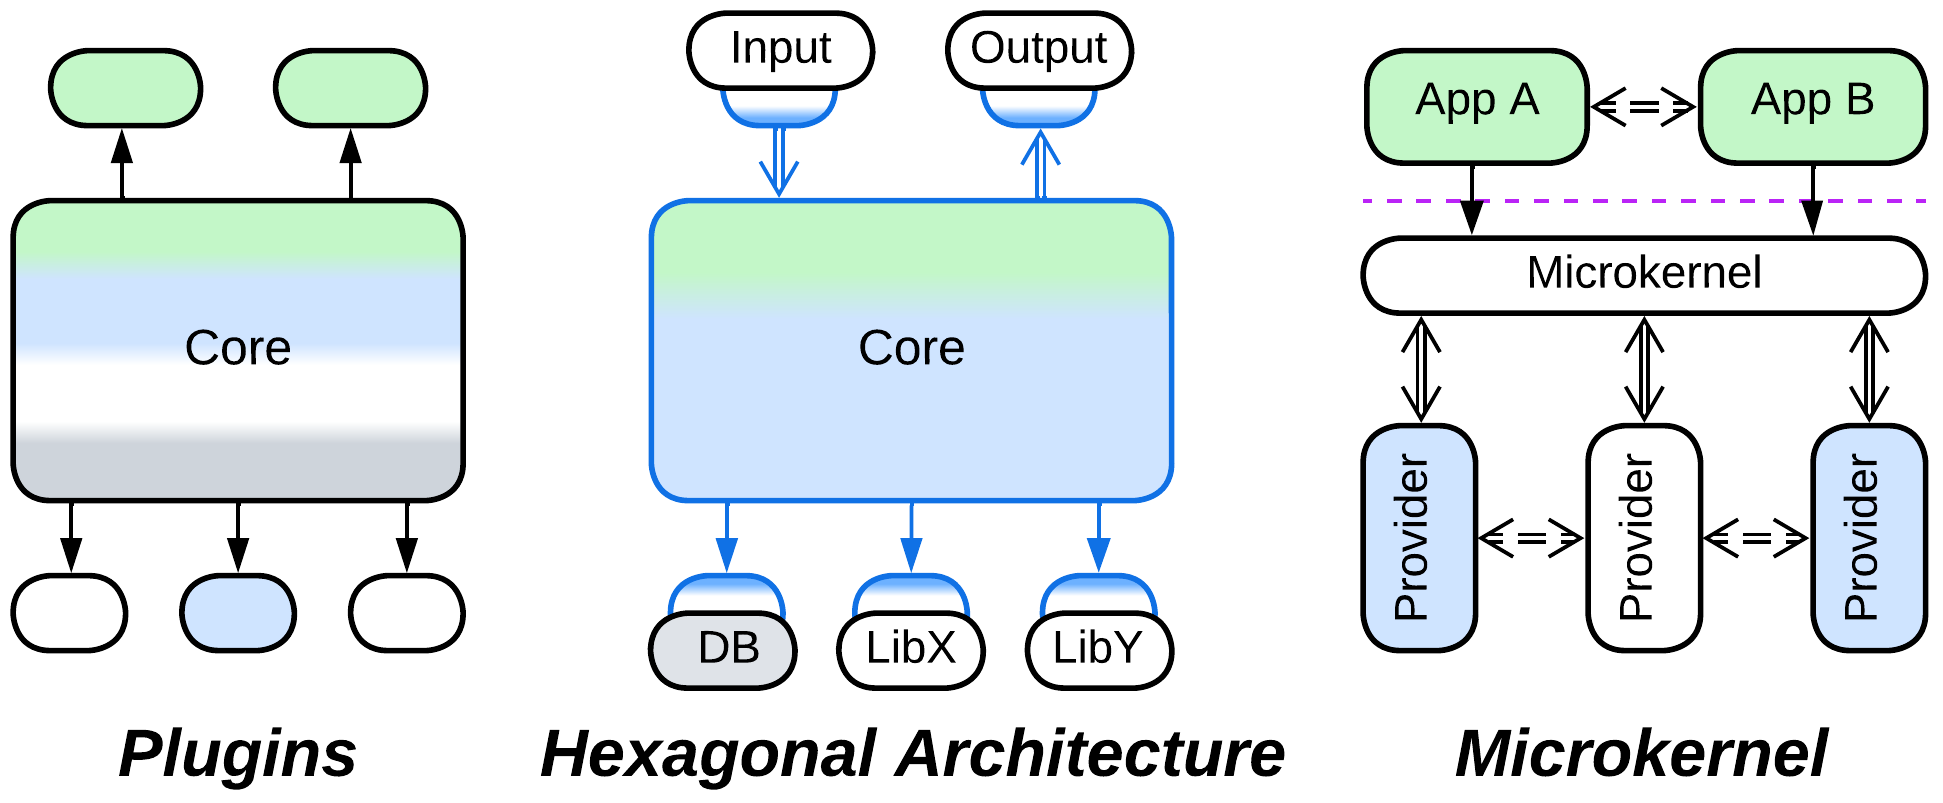 Core
Plugins
Input
Output
Core
DB
LibX
LibY
Hexagonal Architecture
App A
App B
Microkernel
Provider
Provider
Provider
Microkernel